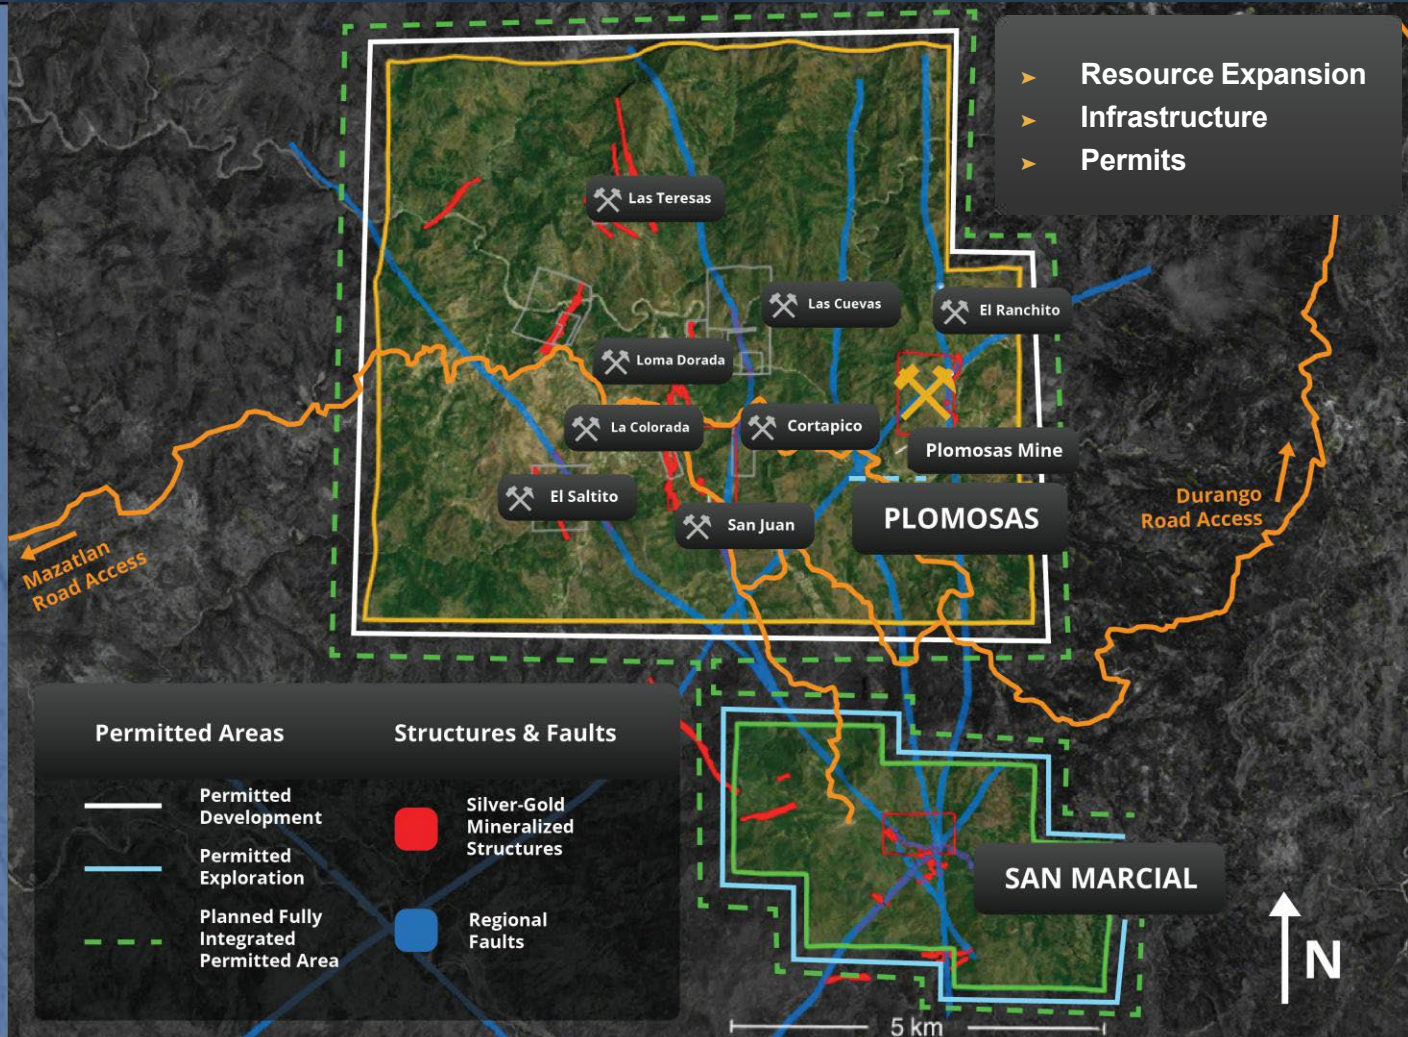 Resource Expansion
Infrastructure
Permits
Las Teresas
Las Cuevas
El Ranchito
Loma Dorada
La Colorada
Cortapico
Plomosas Mine
El Saltito
San Juan
PLOMOSAS
Durango
Road Access
Mazatlan
Road Access
Permitted Areas
Structures & Faults
Permitted
Development
Silver-Gold
Mineralized
Structures
Permitted
Exploration
Planned Fully
Integrated
Permitted Area
Regional
Faults
SAN MARCIAL
N
5 km